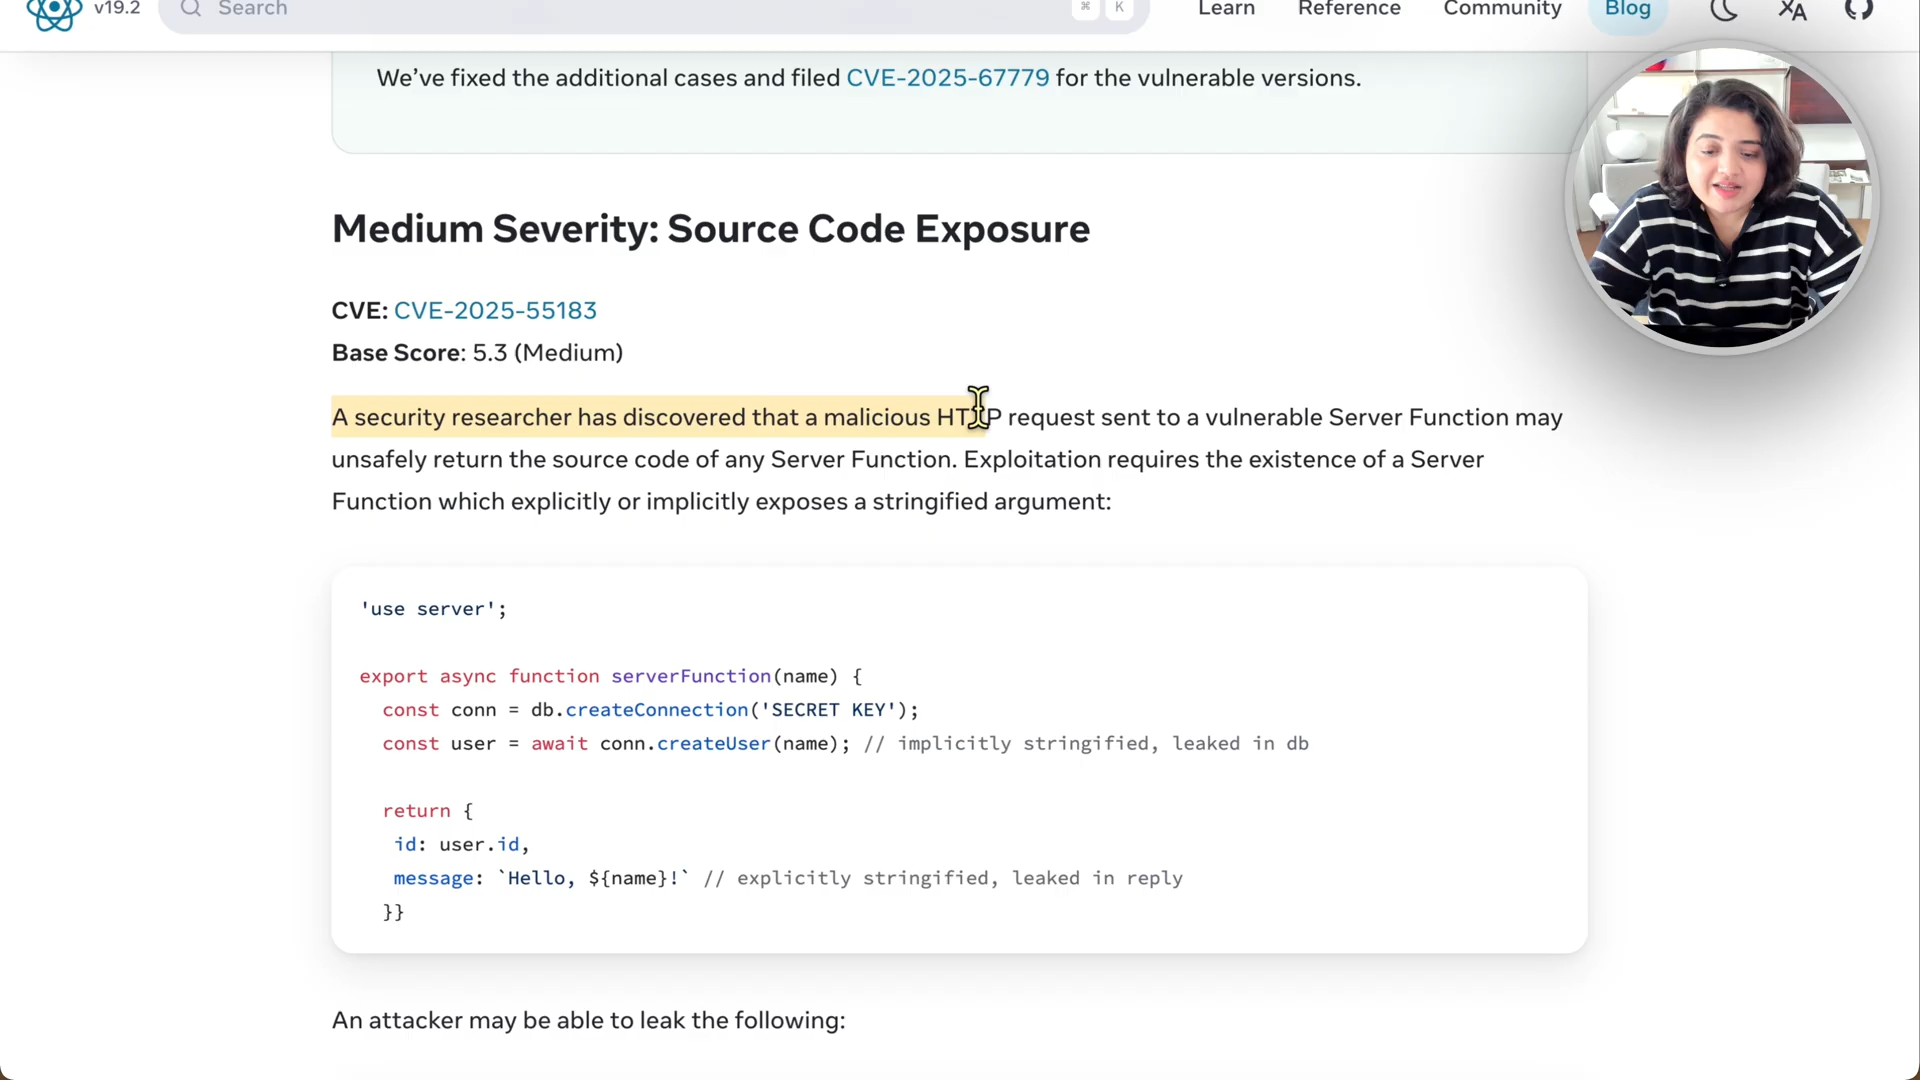 v19.2
Search
⌘ K
Learn
Reference
Community
Blog
We’ve fixed the additional cases and filed CVE-2025-67779 for the vulnerable versions.
Medium Severity: Source Code Exposure
CVE: CVE-2025-55183
Base Score: 5.3 (Medium)
A security researcher has discovered that a malicious HTTP request sent to a vulnerable Server Function may
unsafely return the source code of any Server Function. Exploitation requires the existence of a Server
Function which explicitly or implicitly exposes a stringified argument:
'use server';
export async function serverFunction(name) {
const conn = db.createConnection('SECRET KEY');
const user = await conn.createUser(name); // implicitly stringified, leaked in db
return {
id: user.id,
message: `Hello, ${name}!` // explicitly stringified, leaked in reply
}}
An attacker may be able to leak the following: